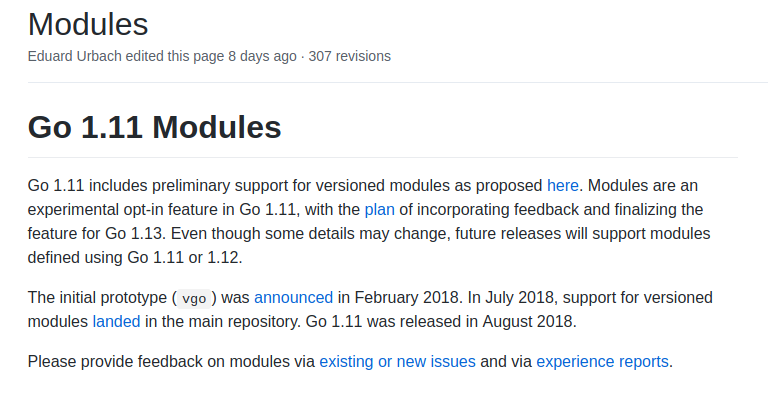 Modules
Eduard Urbach edited this page 8 days ago · 307 revisions
Go 1.11 Modules
Go 1.11 includes preliminary support for versioned modules as proposed here. Modules are an
experimental opt-in feature in Go 1.11, with the plan of incorporating feedback and finalizing the
feature for Go 1.13. Even though some details may change, future releases will support modules
defined using Go 1.11 or 1.12.
The initial prototype ( vgo ) was announced in February 2018. In July 2018, support for versioned
modules landed in the main repository. Go 1.11 was released in August 2018.
Please provide feedback on modules via existing or new issues and via experience reports.